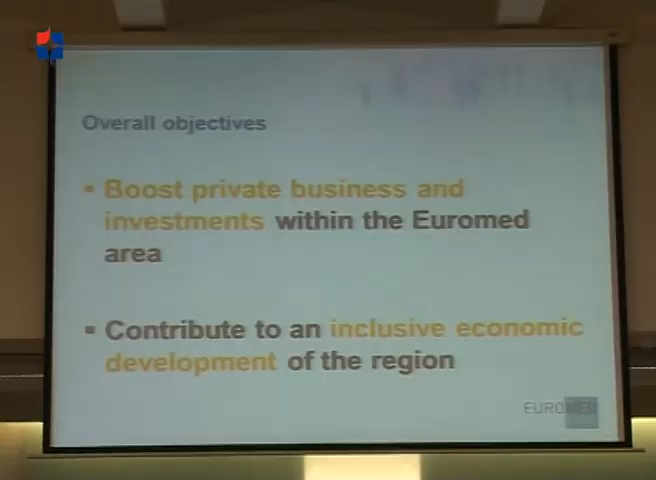 Overall objectives
▪ Boost private business and
investments within the Euromed
area
▪ Contribute to an inclusive economic
development of the region
EUROMED